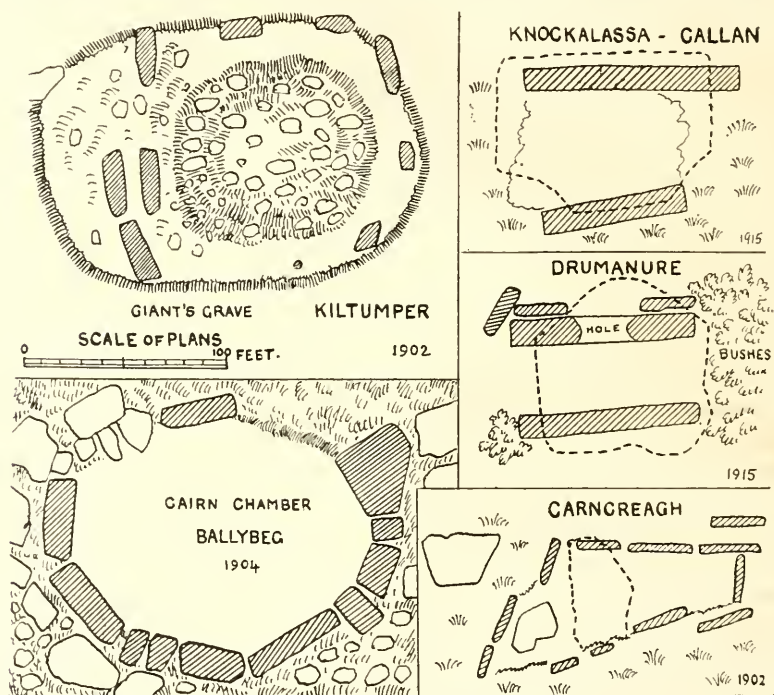 GIANT'S GRAVE KILTUMPER
SCALE OF PLANS
0 100 FEET.
1902
KNOCKALASSA - CALLAN
1915
DRUMANURE
HOLE
BUSHES
1915
CAIRN CHAMBER
BALLYBEG
1904
CARNCREAGH
1902